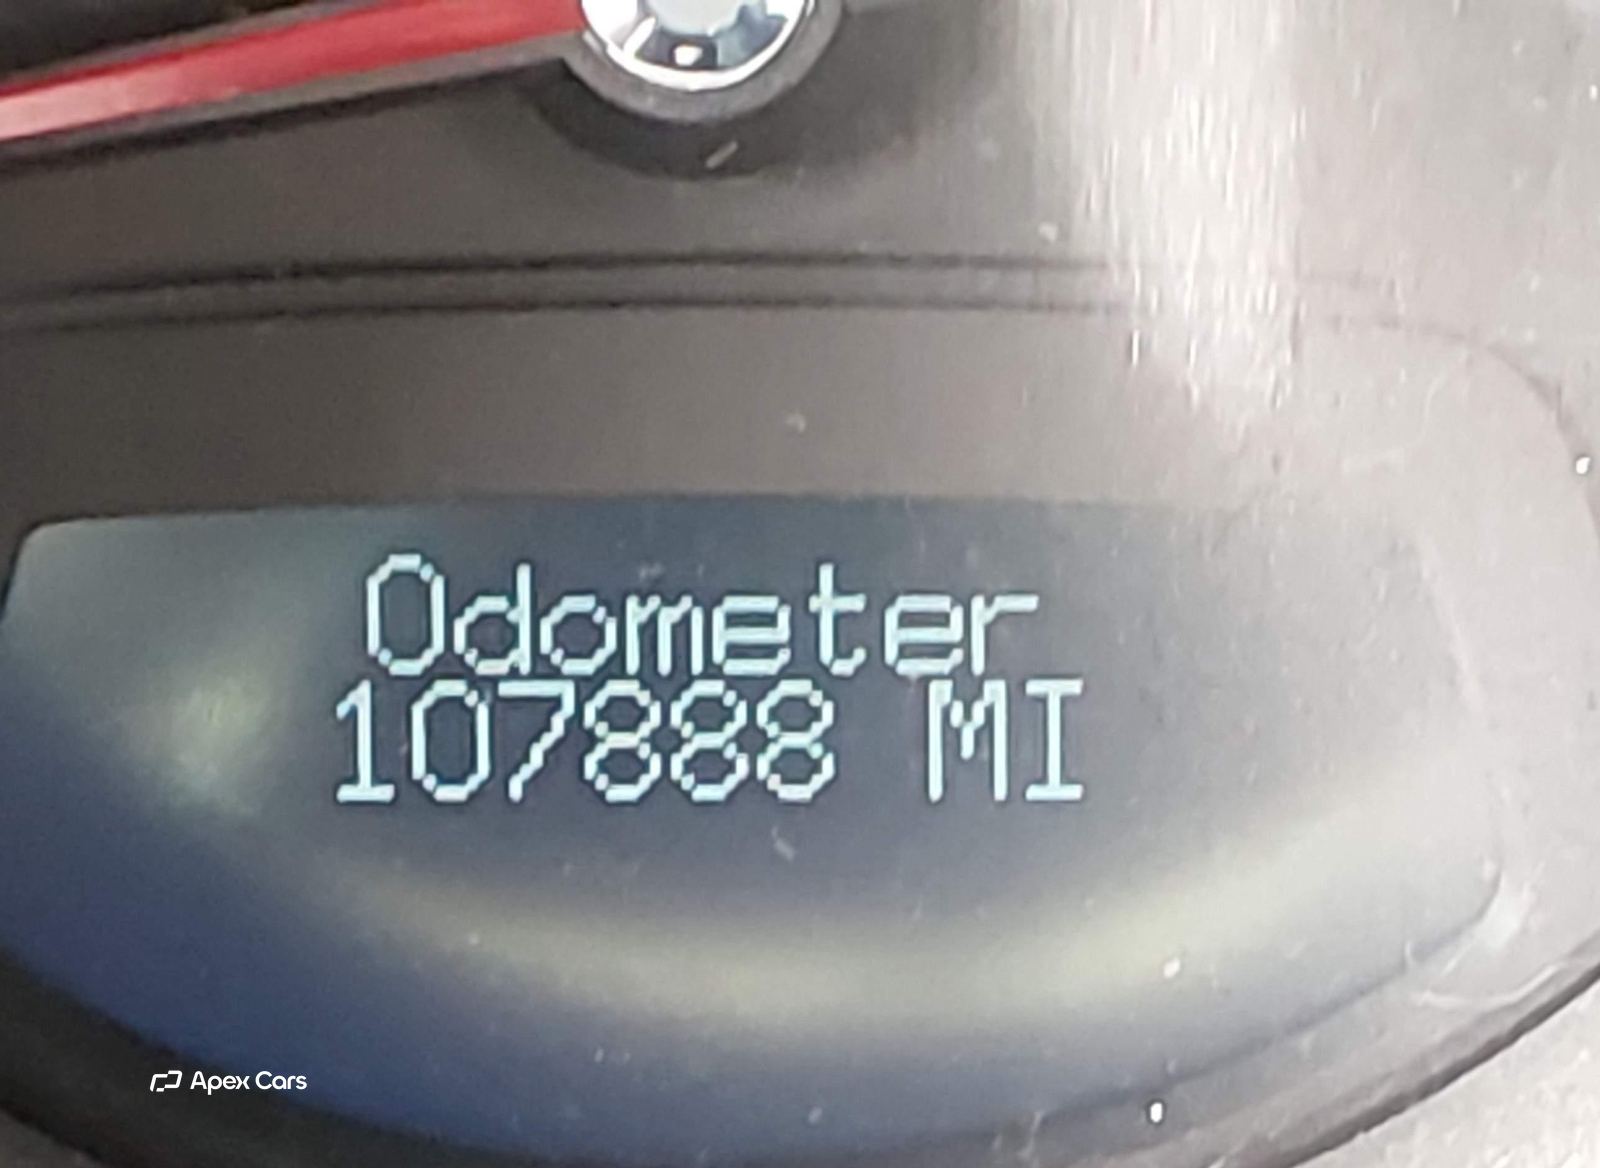 Odometer
107888 MI
Apex Cars